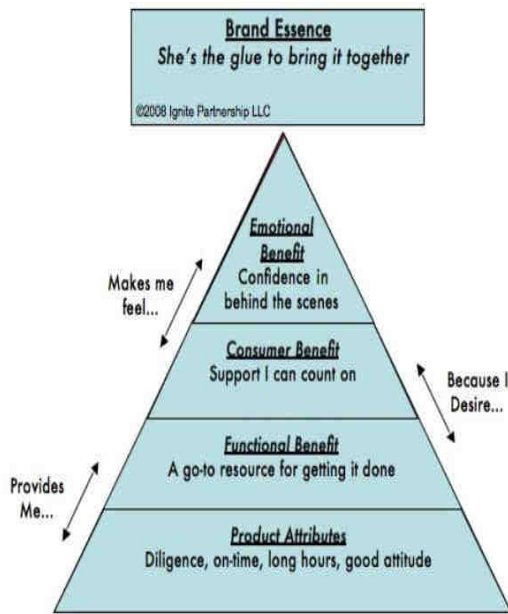 Brand Essence
She's the glue to bring it together
©2008 Ignite Partnership LLC
Emotional
Benefit
Confidence in
behind the scenes
Makes me
feel...
Consumer Benefit
Support I can count on
Because I
Desire...
Functional Benefit
A go-to resource for getting it done
Provides
Me...
Product Attributes
Diligence, on-time, long hours, good attitude